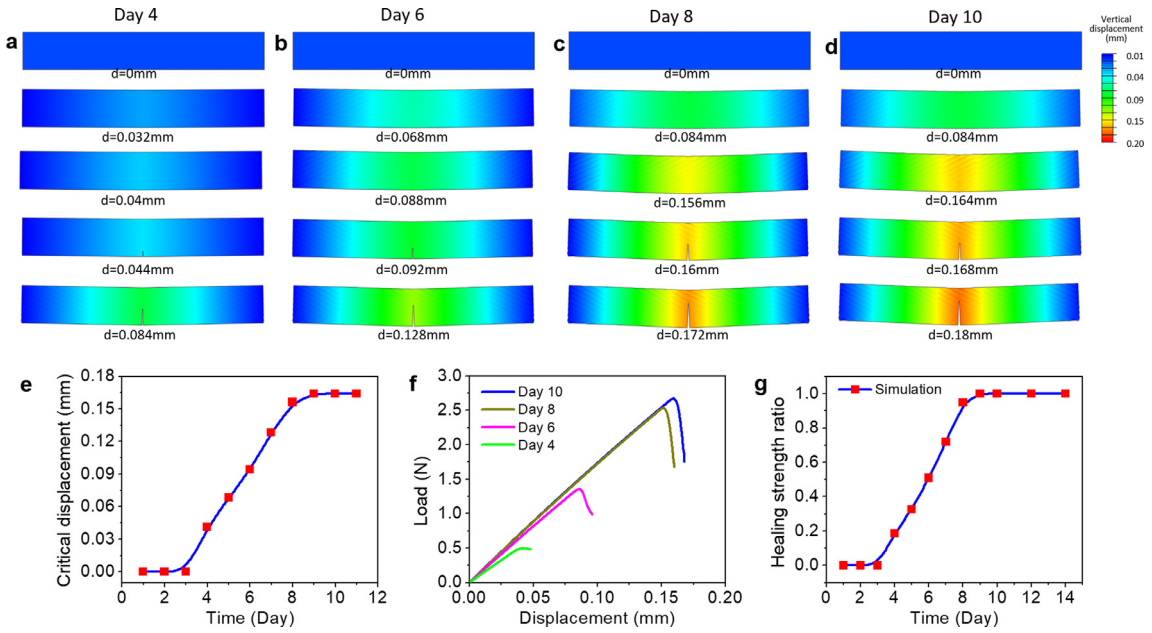 Day 4
Day 6
Day 8
Day 10
a
b
c
d
Vertical
displacement
(mm)
0.01
0.04
0.09
0.15
0.20
d=0mm
d=0mm
d=0mm
d=0mm
d=0.032mm
d=0.068mm
d=0.084mm
d=0.084mm
d=0.04mm
d=0.088mm
d=0.156mm
d=0.164mm
d=0.044mm
d=0.092mm
d=0.16mm
d=0.168mm
d=0.084mm
d=0.128mm
d=0.172mm
d=0.18mm
e
Critical displacement (mm)
0.18
0.15
0.12
0.09
0.06
0.03
0.00
0 2 4 6 8 10 12
Time (Day)
f
Load (N)
3.0
2.5
2.0
1.5
1.0
0.5
0.0
Day 10
Day 8
Day 6
Day 4
0.00 0.05 0.10 0.15 0.20
Displacement (mm)
g
Healing strength ratio
1.0
0.8
0.6
0.4
0.2
0.0
Simulation
0 2 4 6 8 10 12 14
Time (Day)